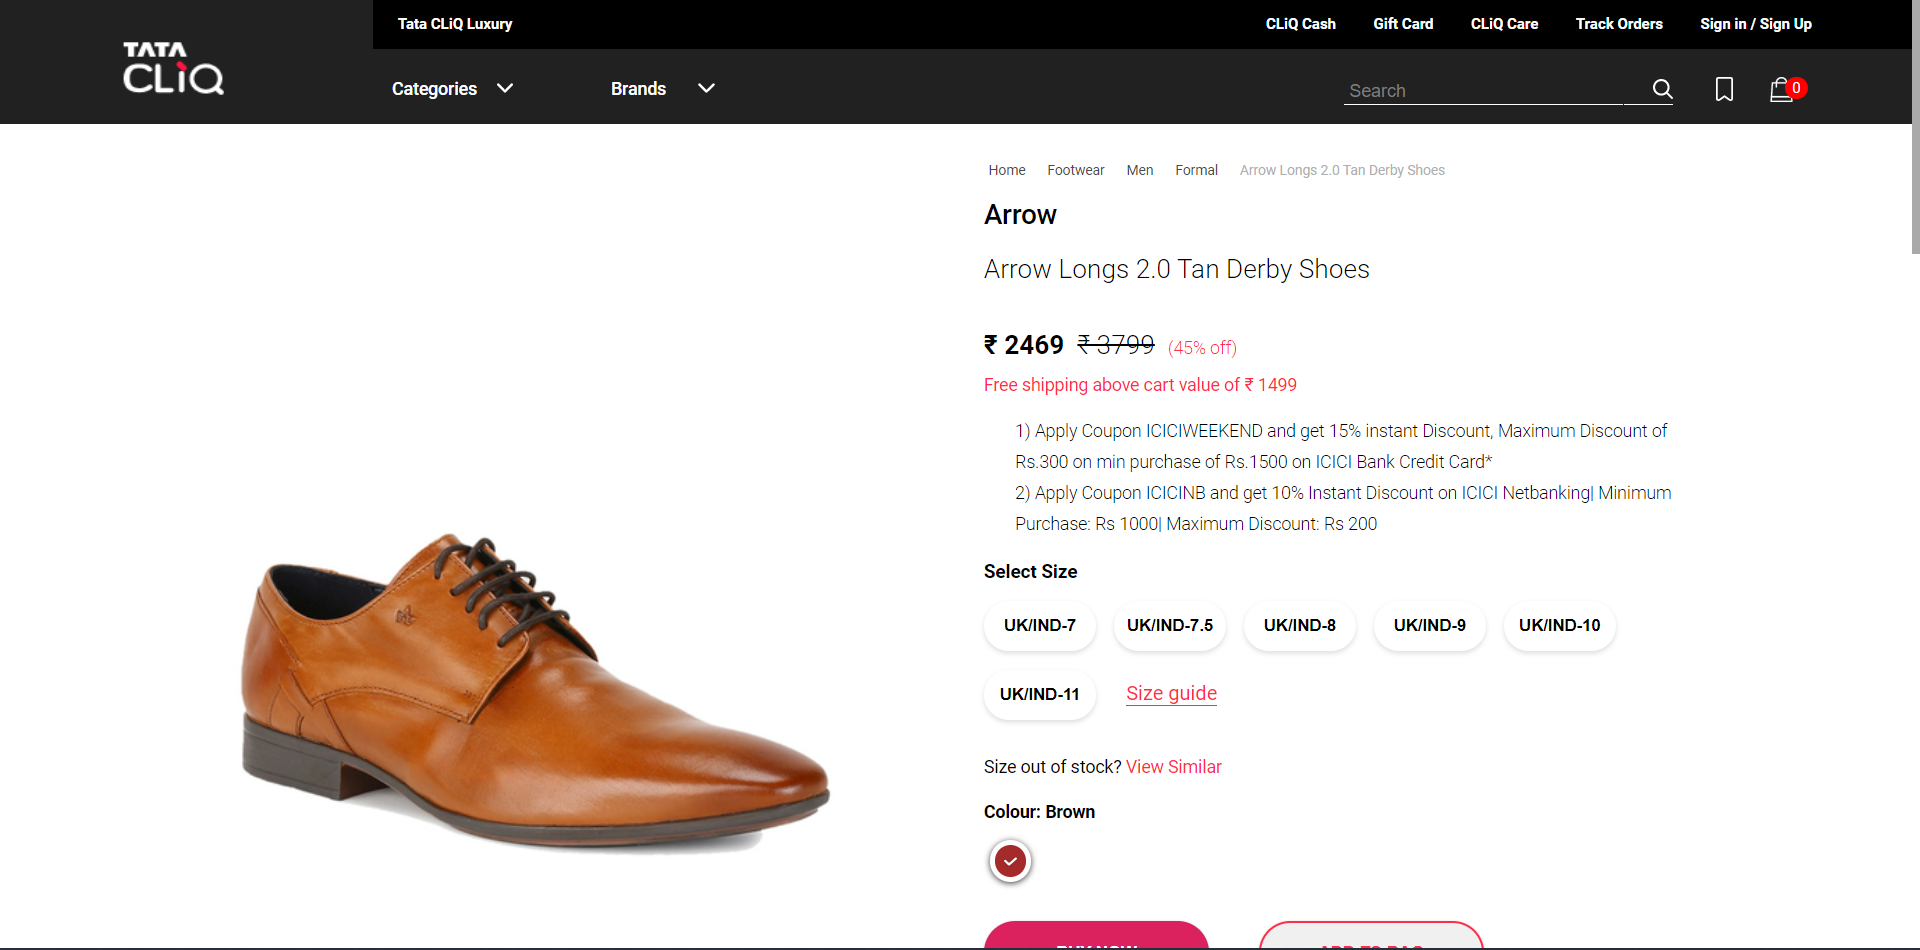 Tata CLiQ Luxury
CLiQ Cash
Gift Card
CLiQ Care
Track Orders
Sign in / Sign Up
TATA
CLiQ
Categories
Brands
Search
0
Home
Footwear
Men
Formal
Arrow Longs 2.0 Tan Derby Shoes
Arrow
Arrow Longs 2.0 Tan Derby Shoes
₹ 2469 ₹ 3799 (45% off)
Free shipping above cart value of ₹ 1499
1) Apply Coupon ICICIWEEKEND and get 15% instant Discount, Maximum Discount of
Rs.300 on min purchase of Rs.1500 on ICICI Bank Credit Card*
2) Apply Coupon ICICINB and get 10% Instant Discount on ICICI Netbanking| Minimum
Purchase: Rs 1000| Maximum Discount: Rs 200
Select Size
UK/IND-7
UK/IND-7.5
UK/IND-8
UK/IND-9
UK/IND-10
UK/IND-11
Size guide
Size out of stock? View Similar
Colour: Brown
BUY NOW
ADD TO BAG